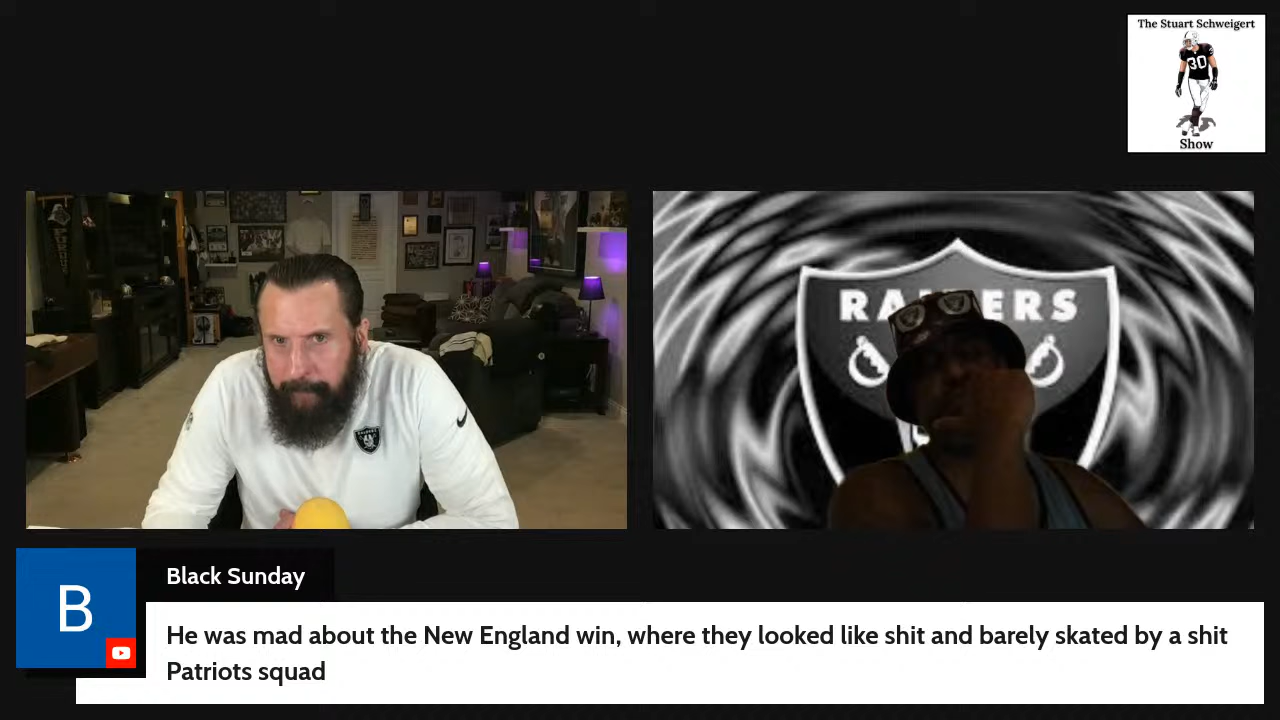 The Stuart Schweigert
30
Show
RAIDERS
B
Black Sunday
He was mad about the New England win, where they looked like shit and barely skated by a shit
Patriots squad